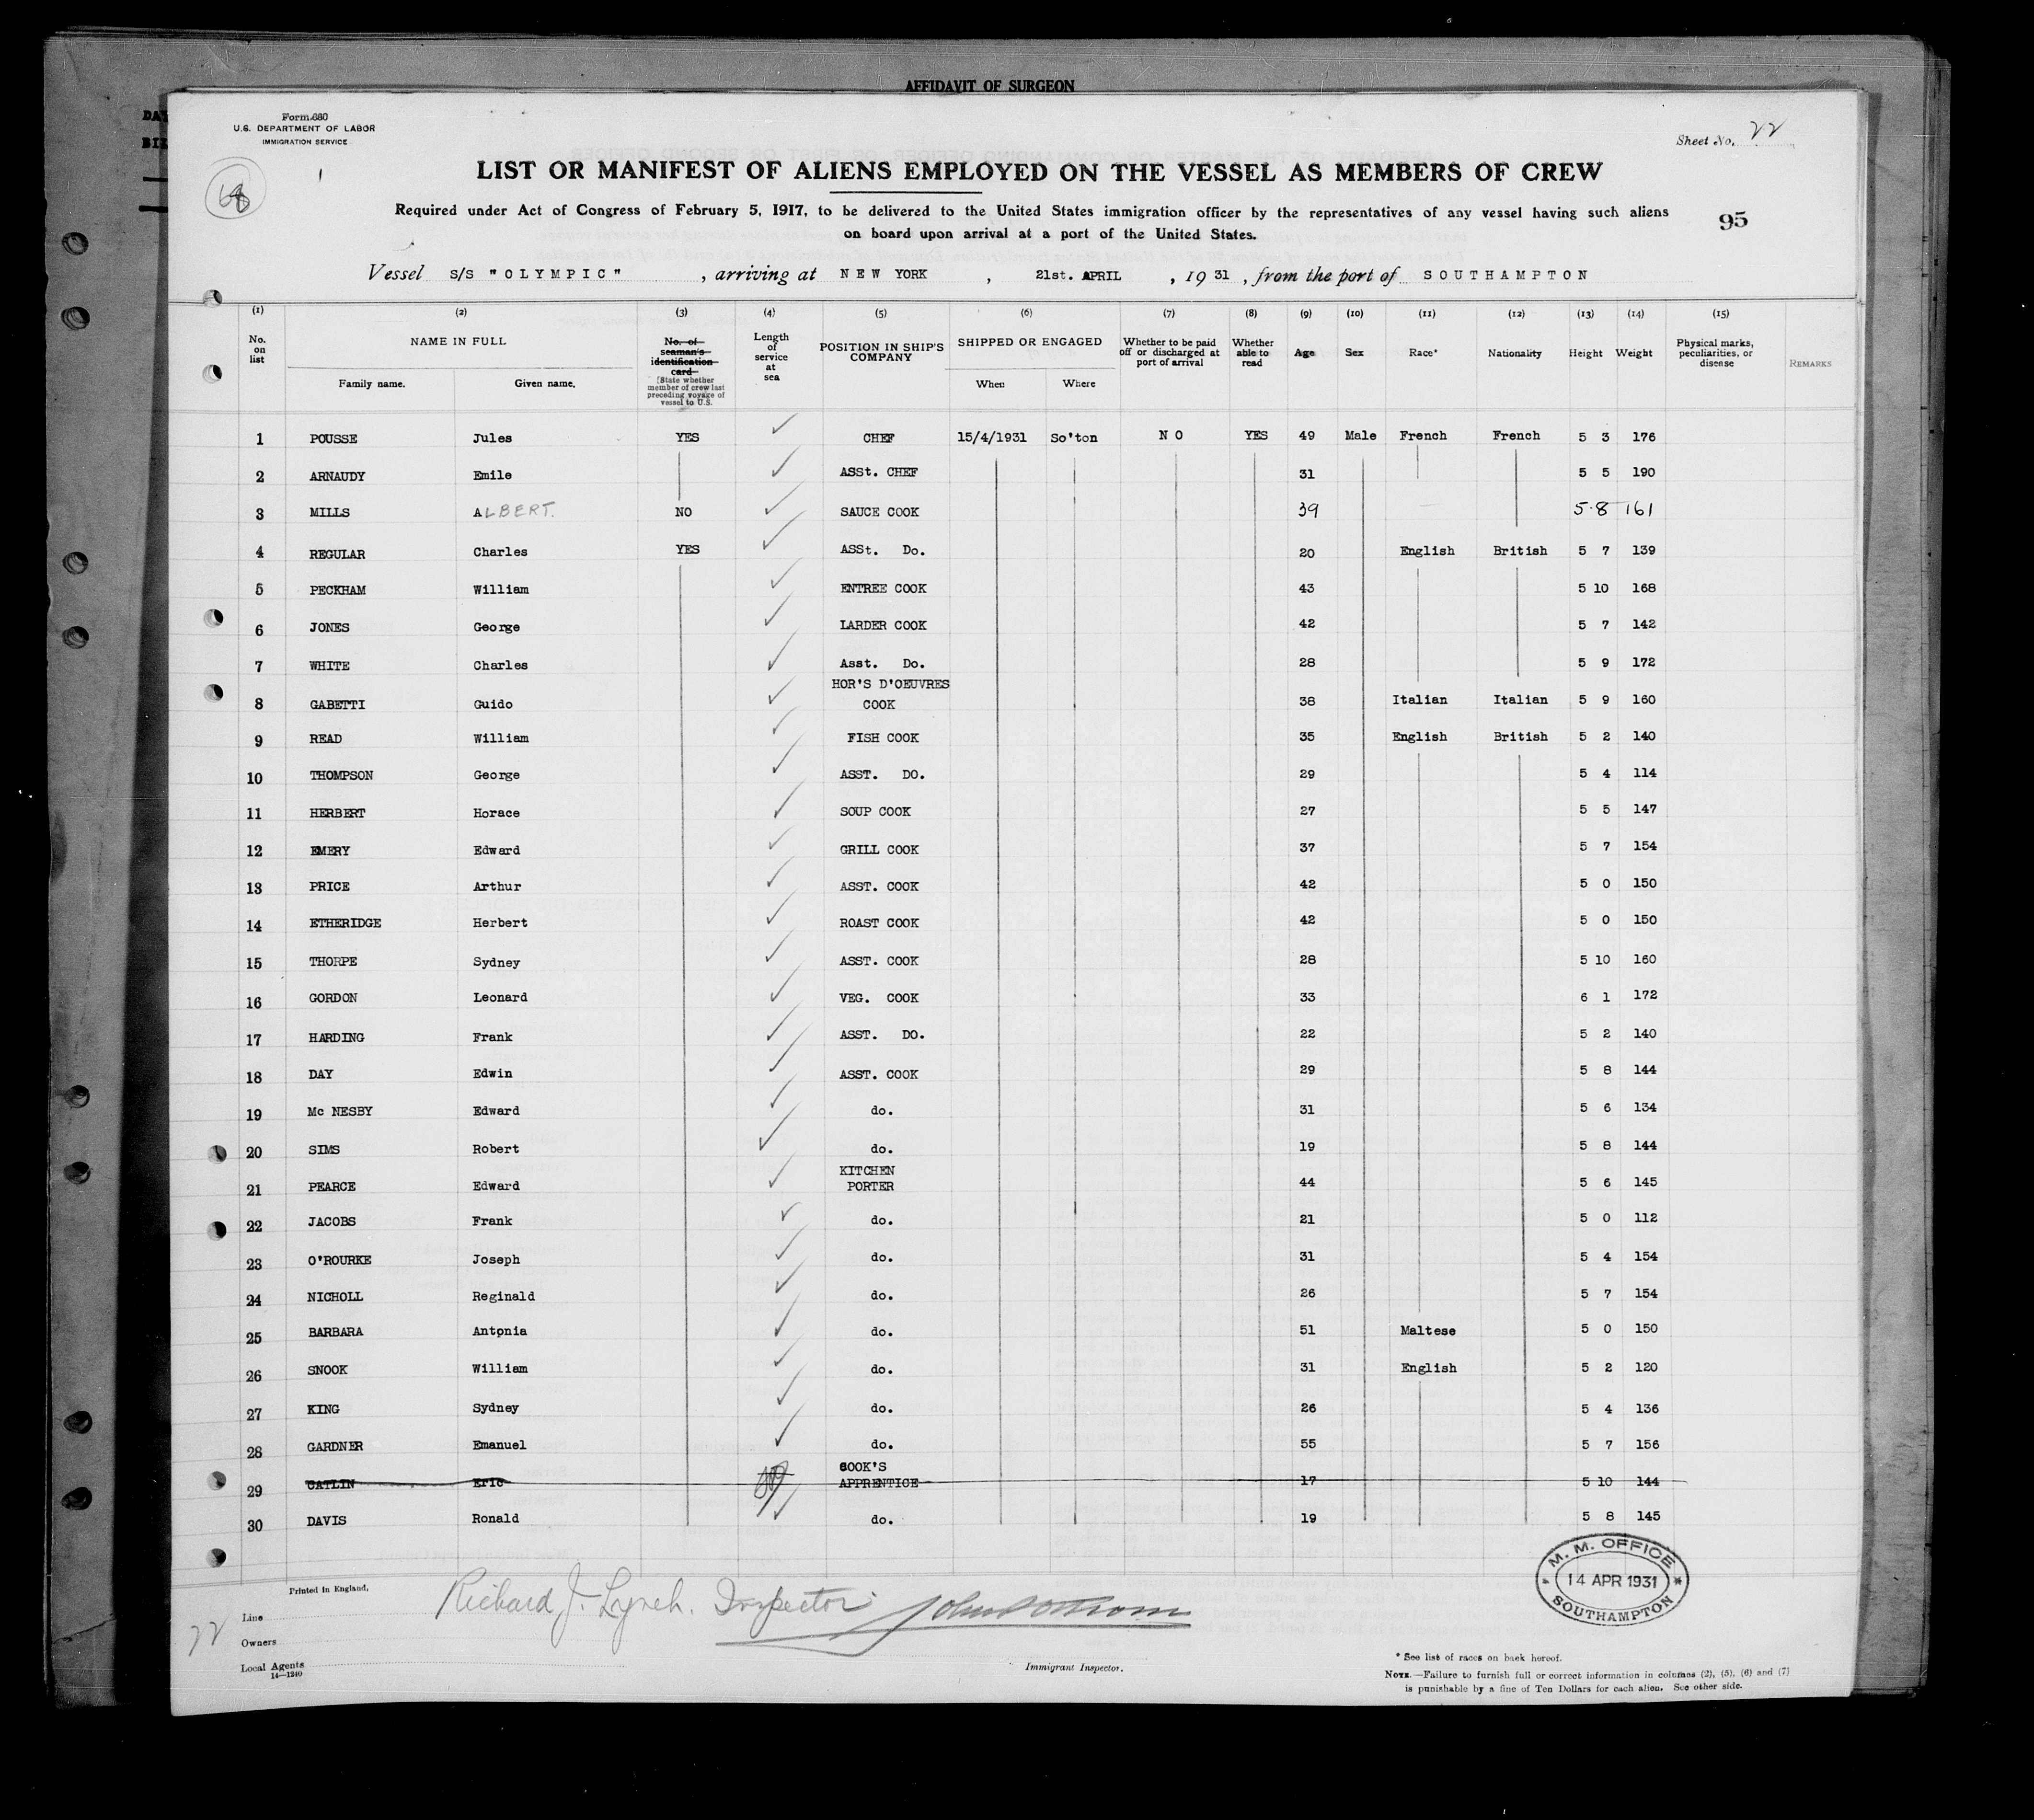 AFFIDAVIT OF SURGEON
Form 680
U.S. DEPARTMENT OF LABOR
IMMIGRATION SERVICE
Sheet No. 22
68
LIST OR MANIFEST OF ALIENS EMPLOYED ON THE VESSEL AS MEMBERS OF CREW
Required under Act of Congress of February 5, 1917, to be delivered to the United States immigration officer by the representatives of any vessel having such aliens
on board upon arrival at a port of the United States.
95
Vessel S/S "OLYMPIC", arriving at NEW YORK, 21st. APRIL, 1931, from the port of SOUTHAMPTON
(1) (2) (3) (4) (5) (6) (7) (8) (9) (10) (11) (12) (13) (14) (15)
No. on list
NAME IN FULL
Family name. Given name.
No. of seaman's identification card
[State whether member of crew last preceding voyage of vessel to U.S.
Length of service at sea
POSITION IN SHIP'S COMPANY
SHIPPED OR ENGAGED
When Where
Whether to be paid off or discharged at port of arrival
Whether able to read
Age
Sex
Race*
Nationality
Height
Weight
Physical marks, peculiarities, or disease
REMARKS
1 POUSSE Jules YES CHEF 15/4/1931 So'ton NO YES 49 Male French French 5 3 176
2 ARNAUDY Emile ASSt. CHEF 31 5 5 190
3 MILLS ALBERT. NO SAUCE COOK 39 5.8 161
4 REGULAR Charles YES ASSt. Do. 20 English British 5 7 139
5 PECKHAM William ENTREE COOK 43 5 10 168
6 JONES George LARDER COOK 42 5 7 142
7 WHITE Charles Asst. Do. 28 5 9 172
8 GABETTI Guido HOR'S D'OEUVRES COOK 38 Italian Italian 5 9 160
9 READ William FISH COOK 35 English British 5 2 140
10 THOMPSON George ASST. DO. 29 5 4 114
11 HERBERT Horace SOUP COOK 27 5 5 147
12 EMERY Edward GRILL COOK 37 5 7 154
13 PRICE Arthur ASST. COOK 42 5 0 150
14 ETHERIDGE Herbert ROAST COOK 42 5 0 150
15 THORPE Sydney ASST. COOK 28 5 10 160
16 GORDON Leonard VEG. COOK 33 6 1 172
17 HARDING Frank ASST. DO. 22 5 2 140
18 DAY Edwin ASST. COOK 29 5 8 144
19 Mc NESBY Edward do. 31 5 6 134
20 SIMS Robert do. 19 5 8 144
21 PEARCE Edward KITCHEN PORTER 44 5 6 145
22 JACOBS Frank do. 21 5 0 112
23 O'ROURKE Joseph do. 31 5 4 154
24 NICHOLL Reginald do. 26 5 7 154
25 BARBARA Antonia do. 51 Maltese 5 0 150
26 SNOOK William do. 31 English 5 2 120
27 KING Sydney do. 26 5 4 136
28 GARDNER Emanuel do. 55 5 7 156
29 CATLIN Eric COOK'S APPRENTICE 17 5 10 144
30 DAVIS Ronald do. 19 5 8 145
M. M. OFFICE
14 APR 1931
SOUTHAMPTON
Printed in England.
Richard J. Lynch. Inspector
Line
22
Owners
Local Agents
14—1240
Immigrant Inspector.
* See list of races on back hereof.
NOTE.—Failure to furnish full or correct information in columns (2), (5), (6) and (7)
is punishable by a fine of Ten Dollars for each alien. See other side.